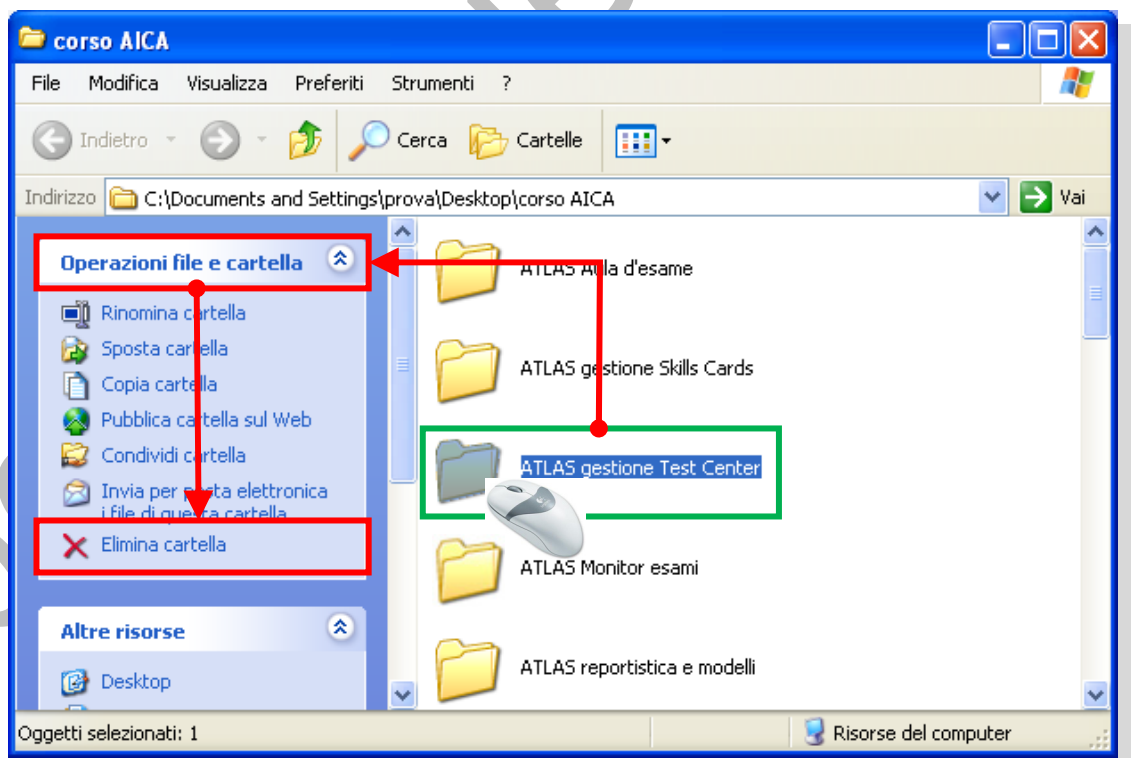 corso AICA
File Modifica Visualizza Preferiti Strumenti ?
Indietro Cerca Cartelle
Indirizzo C:\Documents and Settings\prova\Desktop\corso AICA Vai
Operazioni file e cartella
Rinomina cartella
Sposta cartella
Copia cartella
Pubblica cartella sul Web
Condividi cartella
Invia per posta elettronica
i file di questa cartella
Elimina cartella
Altre risorse
Desktop
ATLAS Aula d'esame
ATLAS gestione Skills Cards
ATLAS gestione Test Center
ATLAS Monitor esami
ATLAS reportistica e modelli
Oggetti selezionati: 1
Risorse del computer